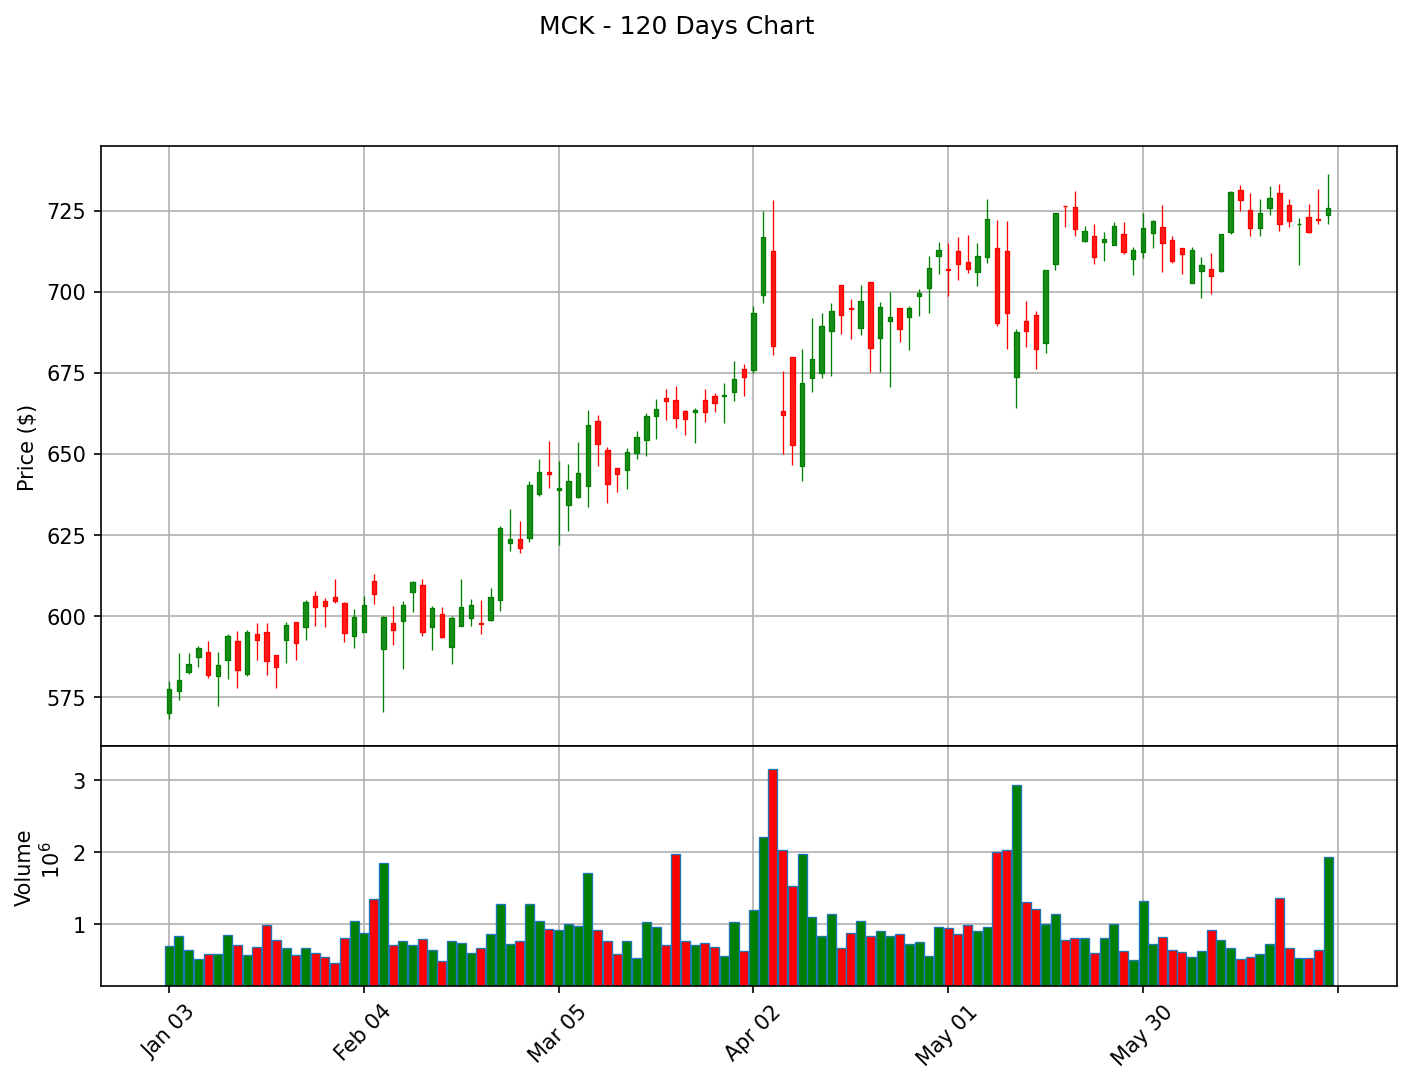 MCK - 120 Days Chart
Price ($)
725
700
675
650
625
600
575
Volume
10^6
3
2
1
Jan 03
Feb 04
Mar 05
Apr 02
May 01
May 30